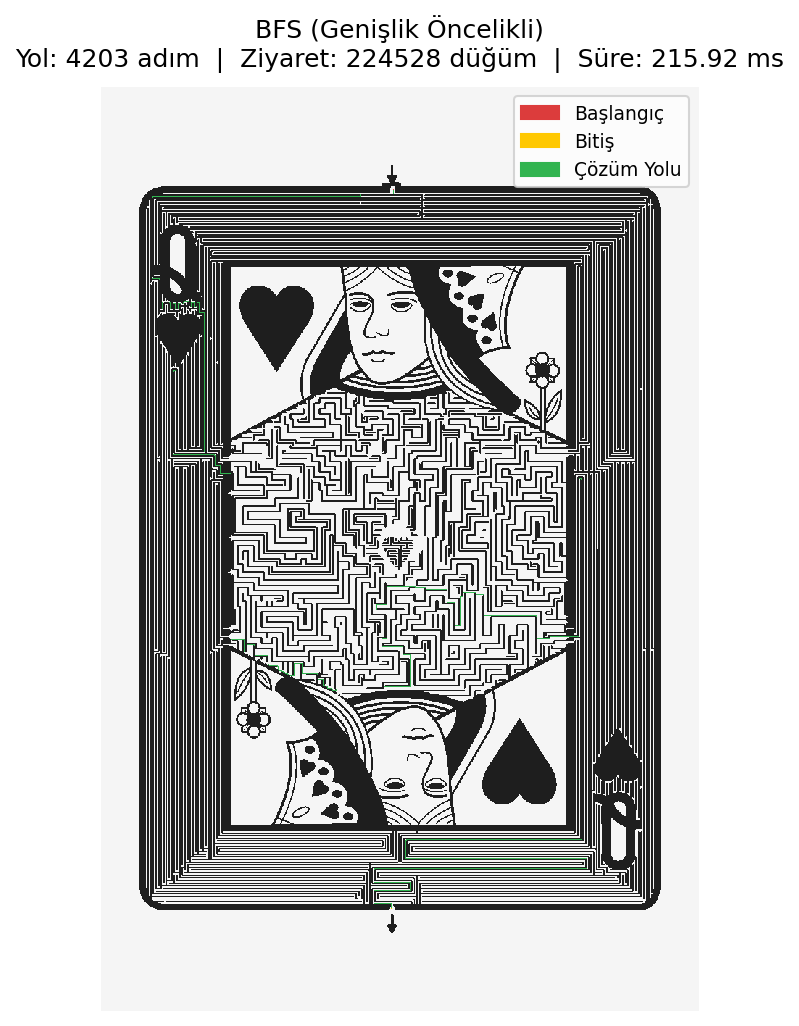 BFS (Genişlik Öncelikli)
Yol: 4203 adım | Ziyaret: 224528 düğüm | Süre: 215.92 ms
Başlangıç
Bitiş
Çözüm Yolu
Q
Q